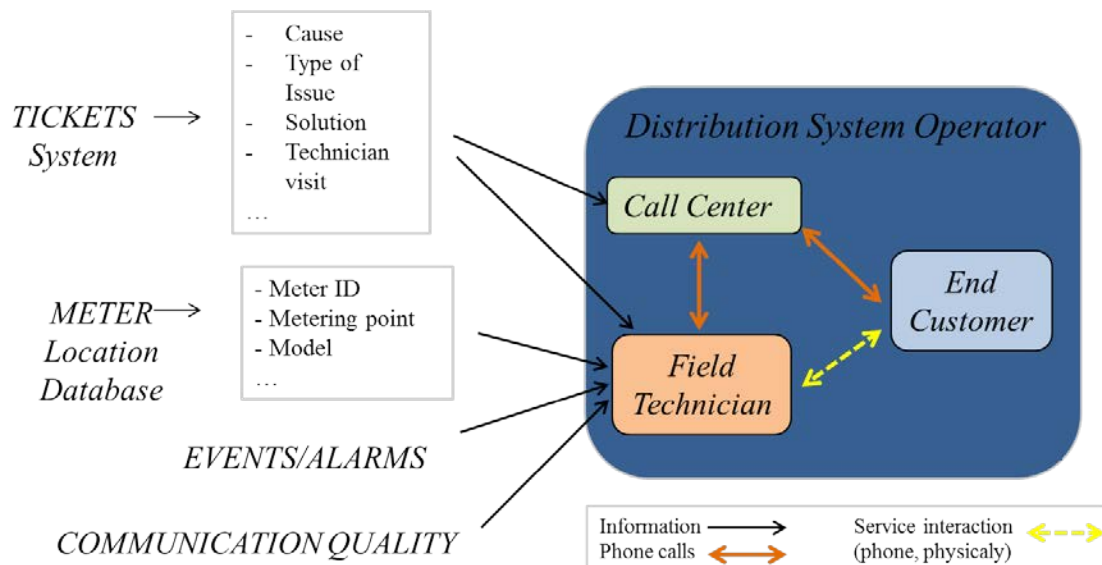 TICKETS
System
- Cause
- Type of
Issue
- Solution
- Technician
visit
...
METER
Location
Database
- Meter ID
- Metering point
- Model
...
EVENTS/ALARMS
COMMUNICATION QUALITY
Distribution System Operator
Call Center
End
Customer
Field
Technician
Information
Phone calls
Service interaction
(phone, physicaly)